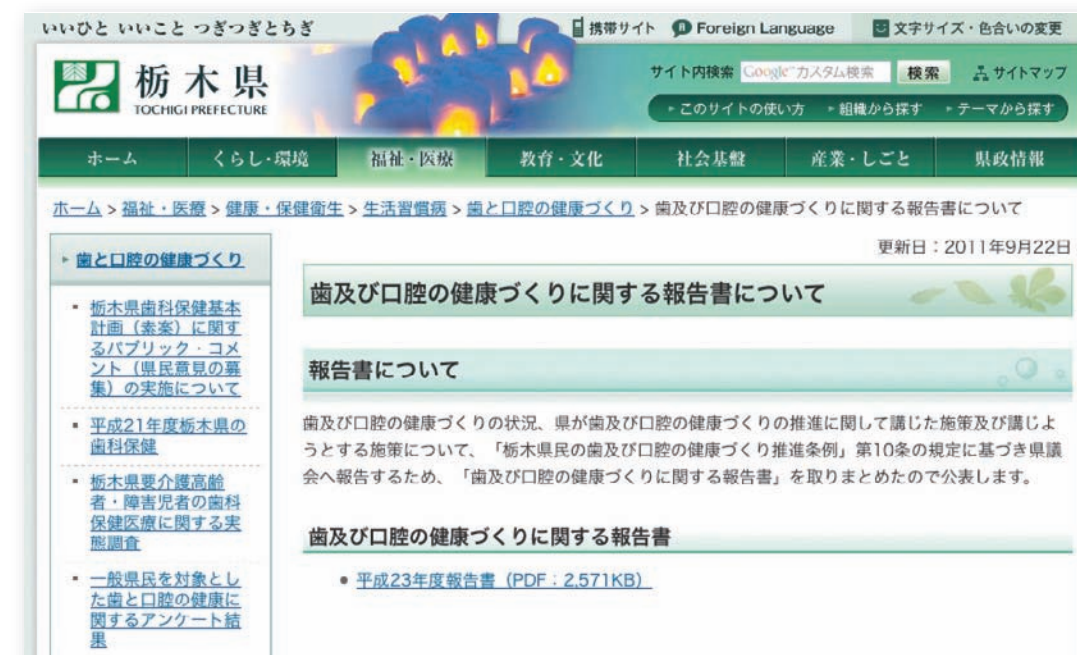 いいひと いいこと つぎつぎとちぎ
携帯サイト Foreign Language 文字サイズ・色合いの変更
栃木県
TOCHIGI PREFECTURE
サイト内検索 Google™カスタム検索 検索 サイトマップ
このサイトの使い方 組織から探す テーマから探す
ホーム くらし・環境 福祉・医療 教育・文化 社会基盤 産業・しごと 県政情報
ホーム > 福祉・医療 > 健康・保健衛生 > 生活習慣病 > 歯と口腔の健康づくり > 歯及び口腔の健康づくりに関する報告書について
歯と口腔の健康づくり
栃木県歯科保健基本
計画（素案）に関す
るパブリック・コメ
ント（県民意見の募
集）の実施について
平成21年度栃木県の
歯科保健
栃木県要介護高齢
者・障害児者の歯科
保健医療に関する実
態調査
一般県民を対象とし
た歯と口腔の健康に
関するアンケート結
果
更新日：2011年9月22日
歯及び口腔の健康づくりに関する報告書について
報告書について
歯及び口腔の健康づくりの状況、県が歯及び口腔の健康づくりの推進に関して講じた施策及び講じよ
うとする施策について、「栃木県民の歯及び口腔の健康づくり推進条例」第10条の規定に基づき県議
会へ報告するため、「歯及び口腔の健康づくりに関する報告書」を取りまとめたので公表します。
歯及び口腔の健康づくりに関する報告書
平成23年度報告書（PDF：2,571KB）